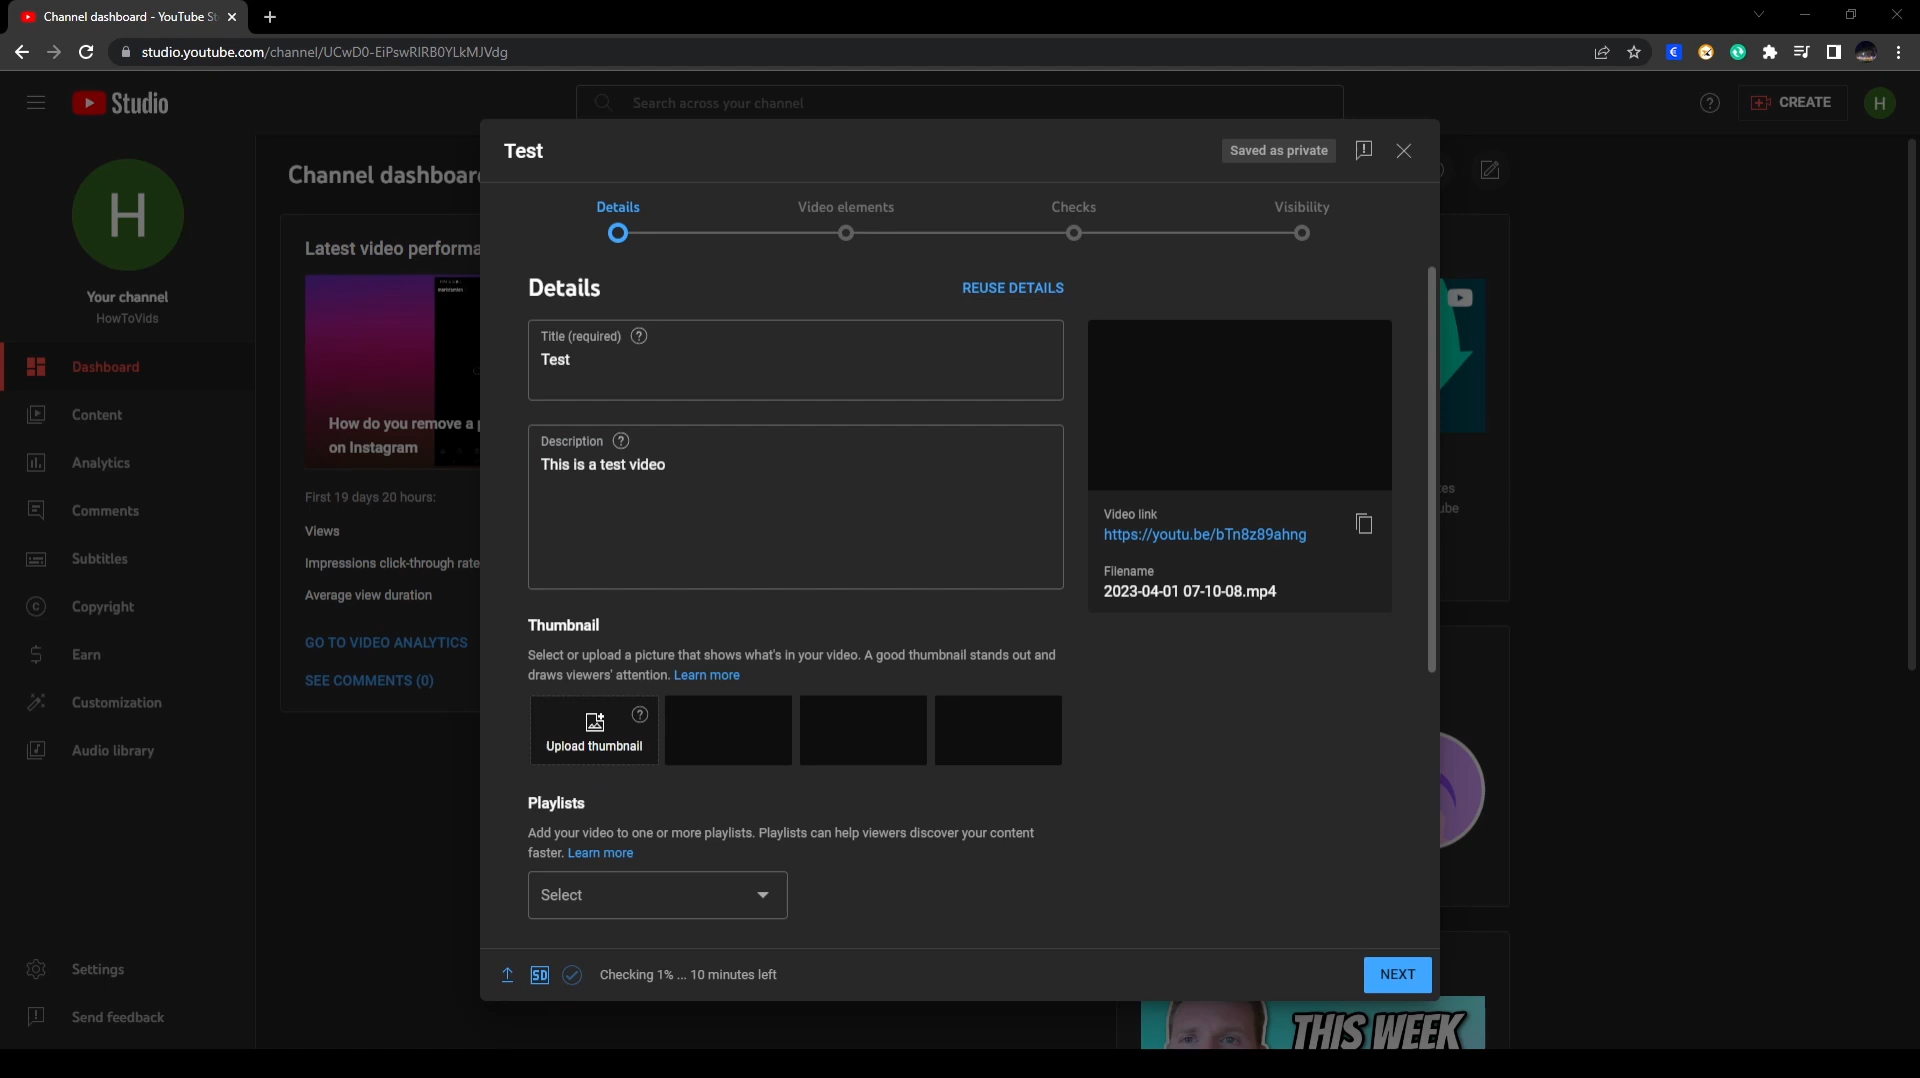 Channel dashboard - YouTube St
studio.youtube.com/channel/UCwD0-EiPswRIRB0YLkMJVdg
Studio
Search across your channel
CREATE
H
H
Your channel
HowToVids
Dashboard
Content
Analytics
Comments
Subtitles
Copyright
Earn
Customization
Audio library
Settings
Send feedback
Channel dashboar
Latest video performa
How do you remove a p
on Instagram
First 19 days 20 hours:
Views
Impressions click-through rate
Average view duration
GO TO VIDEO ANALYTICS
SEE COMMENTS (0)
Test
Saved as private
Details
Video elements
Checks
Visibility
Details
REUSE DETAILS
Title (required)
Test
Description
This is a test video
Video link
https://youtu.be/bTn8z89ahng
Filename
2023-04-01 07-10-08.mp4
Thumbnail
Select or upload a picture that shows what's in your video. A good thumbnail stands out and
draws viewers' attention. Learn more
Upload thumbnail
Playlists
Add your video to one or more playlists. Playlists can help viewers discover your content
faster. Learn more
Select
SD
Checking 1% ... 10 minutes left
NEXT
es
ube
THIS WEEK